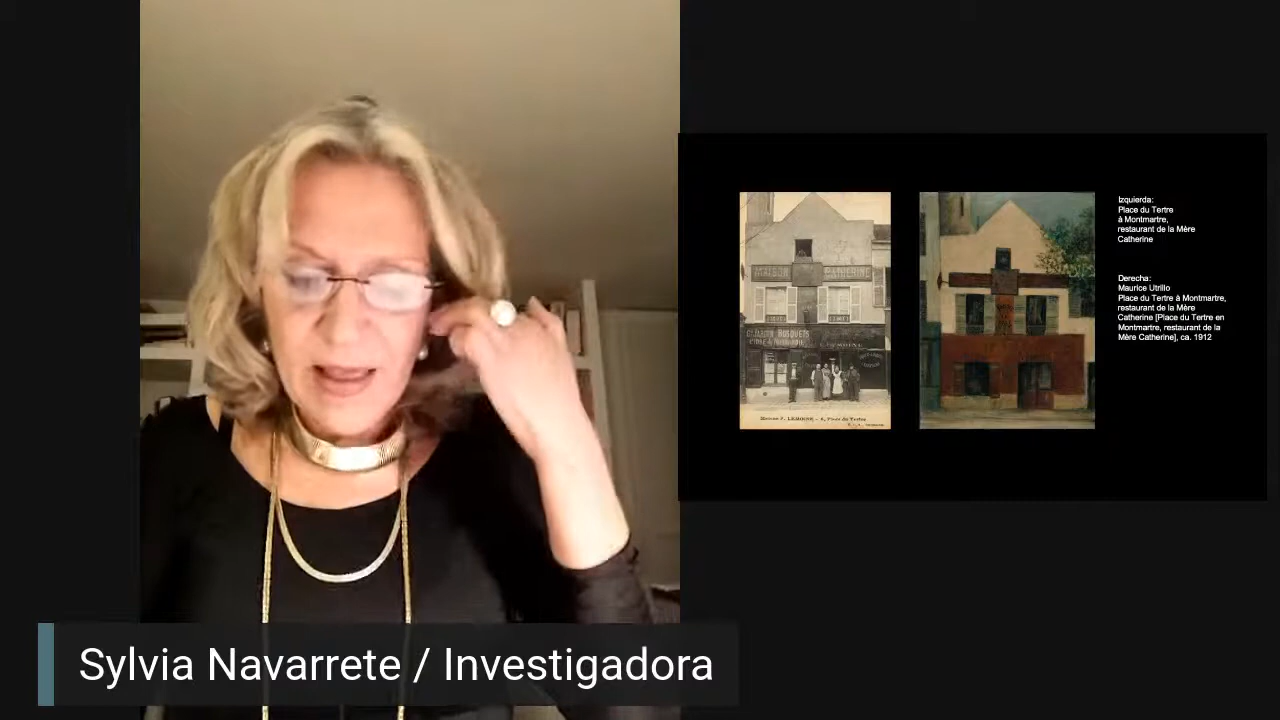 MAISON CATHERINE
Izquierda:
Place du Tertre
à Montmartre,
restaurant de la Mère
Catherine
Derecha:
Maurice Utrillo
Place du Tertre à Montmartre,
restaurant de la Mère
Catherine [Place du Tertre en
Montmartre, restaurant de la
Mère Catherine], ca. 1912
Sylvia Navarrete / Investigadora